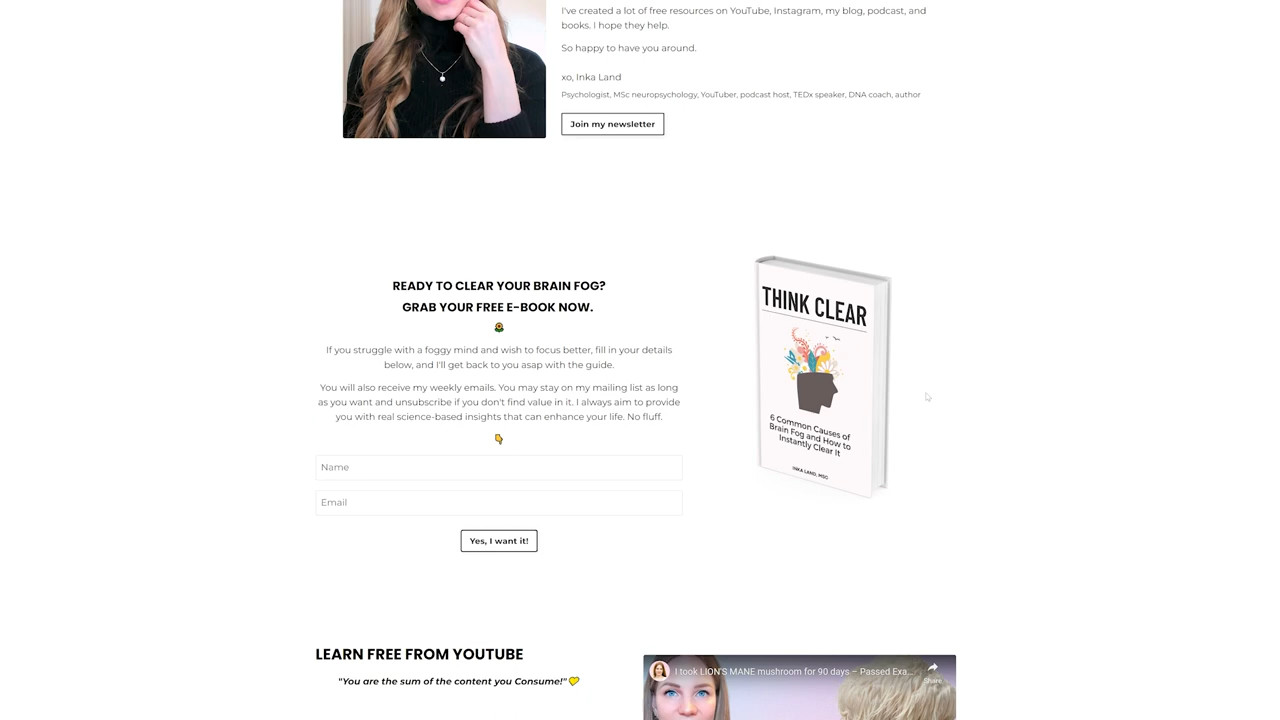 I've created a lot of free resources on YouTube, Instagram, my blog, podcast, and
books. I hope they help.
So happy to have you around.
xo, Inka Land
Psychologist, MSc neuropsychology, YouTuber, podcast host, TEDx speaker, DNA coach, author
Join my newsletter
READY TO CLEAR YOUR BRAIN FOG?
GRAB YOUR FREE E-BOOK NOW.
If you struggle with a foggy mind and wish to focus better, fill in your details
below, and I'll get back to you asap with the guide.
You will also receive my weekly emails. You may stay on my mailing list as long
as you want and unsubscribe if you don't find value in it. I always aim to provide
you with real science-based insights that can enhance your life. No fluff.
Name
Email
Yes, I want it!
THINK CLEAR
6 Common Causes of
Brain Fog and How to
Instantly Clear It
INKA LAND, MSC
LEARN FREE FROM YOUTUBE
"You are the sum of the content you Consume!"
I took LION'S MANE mushroom for 90 days – Passed Exa...
Share